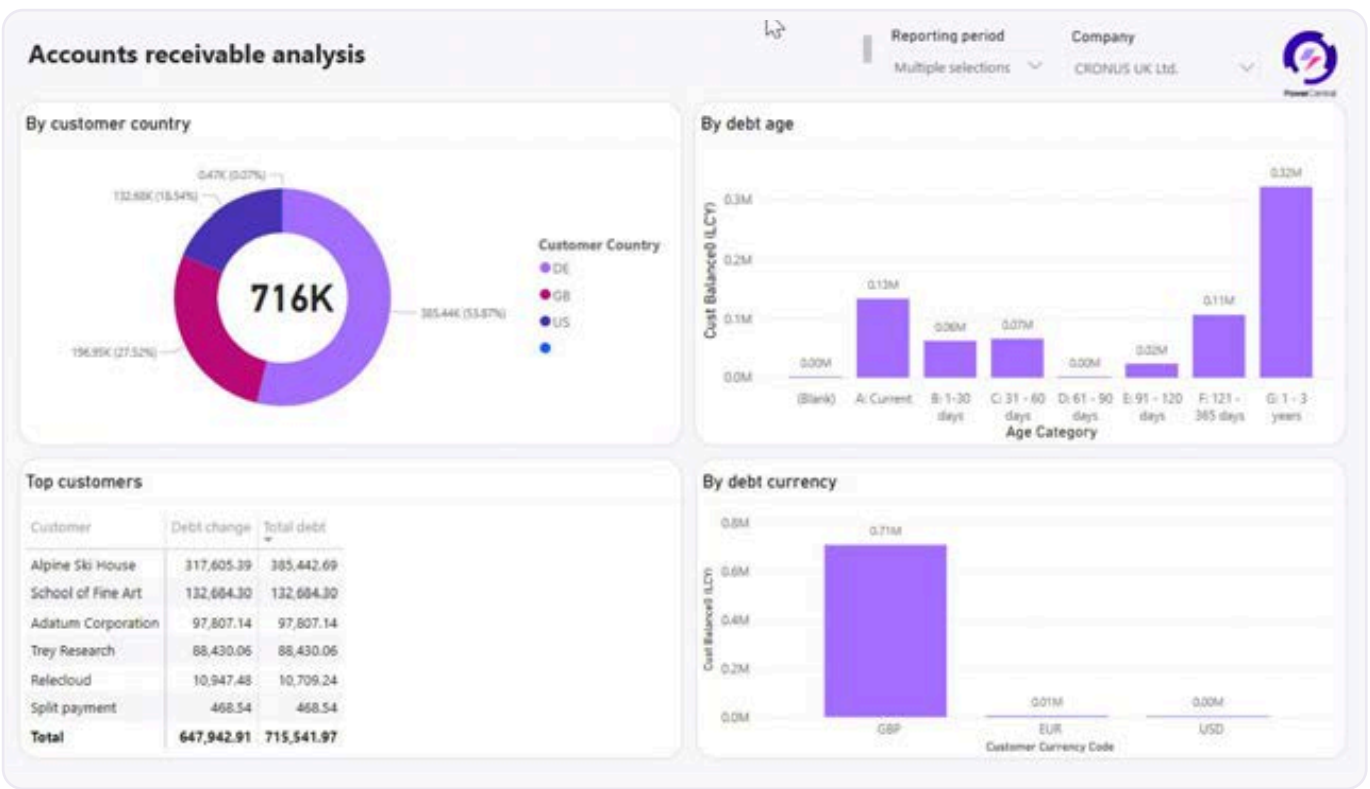 Accounts receivable analysis
Reporting period
Company
Multiple selections
CRONUS UK Ltd.
PowerCentral
By customer country
0.47K (0.07%)
132.68K (18.54%)
716K
385.44K (53.87%)
196.95K (27.52%)
Customer Country
DE
GB
US
By debt age
Cust Balance0 (LCY)
0.3M
0.2M
0.1M
0.0M
0.00M
0.13M
0.06M
0.07M
0.00M
0.02M
0.11M
0.32M
(Blank)
A: Current
B: 1-30 days
C: 31 - 60 days
D: 61 - 90 days
E: 91 - 120 days
F: 121 - 365 days
G: 1 - 3 years
Age Category
Top customers
Customer Debt change Total debt
Alpine Ski House 317,605.39 385,442.69
School of Fine Art 132,684.30 132,684.30
Adatum Corporation 97,807.14 97,807.14
Trey Research 88,430.06 88,430.06
Relecloud 10,947.48 10,709.24
Split payment 468.54 468.54
Total 647,942.91 715,541.97
By debt currency
Cust Balance0 (LCY)
0.8M
0.6M
0.4M
0.2M
0.0M
0.71M
0.01M
0.00M
GBP
EUR
USD
Customer Currency Code